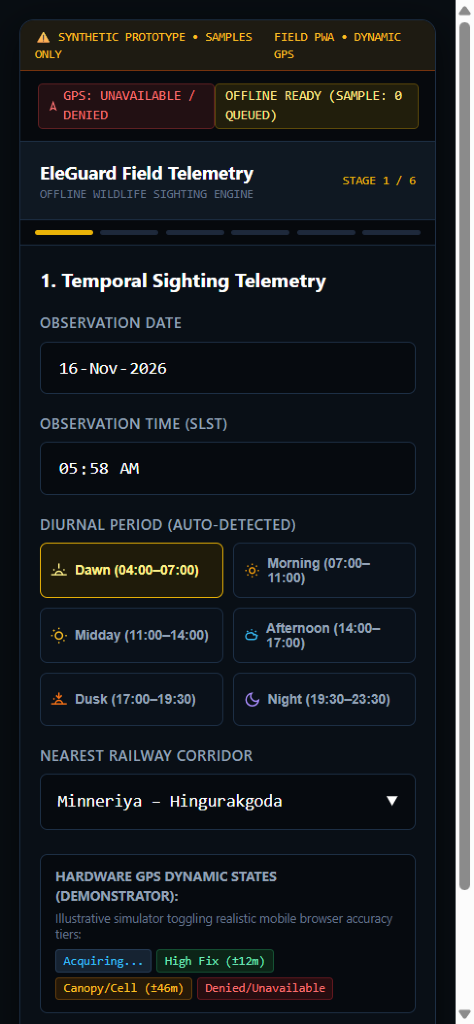 ⚠ SYNTHETIC PROTOTYPE • SAMPLES ONLY
FIELD PWA • DYNAMIC GPS
GPS: UNAVAILABLE / DENIED
OFFLINE READY (SAMPLE: 0 QUEUED)
EleGuard Field Telemetry
OFFLINE WILDLIFE SIGHTING ENGINE
STAGE 1 / 6
1. Temporal Sighting Telemetry
OBSERVATION DATE
16-Nov-2026
OBSERVATION TIME (SLST)
05:58 AM
DIURNAL PERIOD (AUTO-DETECTED)
Dawn (04:00–07:00)
Morning (07:00–11:00)
Midday (11:00–14:00)
Afternoon (14:00–17:00)
Dusk (17:00–19:30)
Night (19:30–23:30)
NEAREST RAILWAY CORRIDOR
Minneriya – Hingurakgoda
HARDWARE GPS DYNAMIC STATES
(DEMONSTRATOR):
Illustrative simulator toggling realistic mobile browser accuracy
tiers:
Acquiring...
High Fix (±12m)
Canopy/Cell (±46m)
Denied/Unavailable